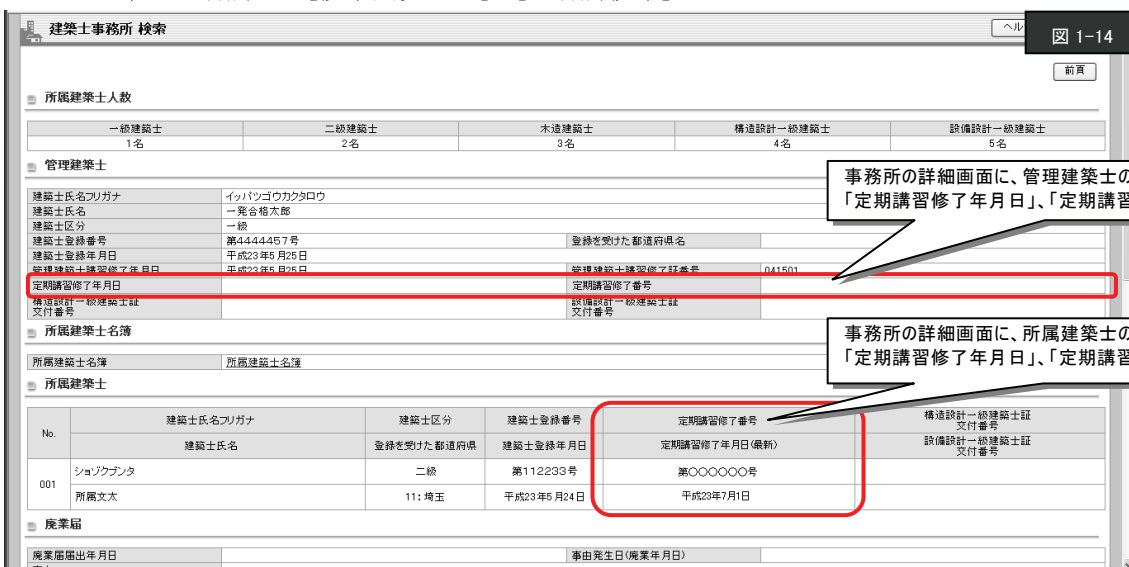 建築士事務所 検索
ヘル
図 1-14
前頁
所属建築士人数
一級建築士 二級建築士 木造建築士 構造設計一級建築士 設備設計一級建築士
1名 2名 3名 4名 5名
管理建築士
事務所の詳細画面に、管理建築士の
「定期講習修了年月日」、「定期講習
建築士氏名フリガナ イッパツゴウカクタロウ
建築士氏名 一発合格太郎
建築士区分 一級
建築士登録番号 第4444457号 登録を受けた都道府県名
建築士登録年月日 平成23年5月25日
管理建築士講習修了年月日 平成23年5月25日 管理建築士講習修了証番号 041501
定期講習修了年月日 定期講習修了番号
構造設計一級建築士証 設備設計一級建築士証
交付番号 交付番号
所属建築士名簿
事務所の詳細画面に、所属建築士の
「定期講習修了年月日」、「定期講習
所属建築士名簿 所属建築士名簿
所属建築士
No. 建築士氏名フリガナ 建築士区分 建築士登録番号 定期講習修了番号 構造設計一級建築士証 交付番号
建築士氏名 登録を受けた都道府県 建築士登録年月日 定期講習修了年月日(最新) 設備設計一級建築士証 交付番号
001 ショゾクブンタ 二級 第112233号 第○○○○○○号
所属文太 11:埼玉 平成23年5月24日 平成23年7月1日
廃業届
廃業届届出年月日 事由発生日(廃業年月日)